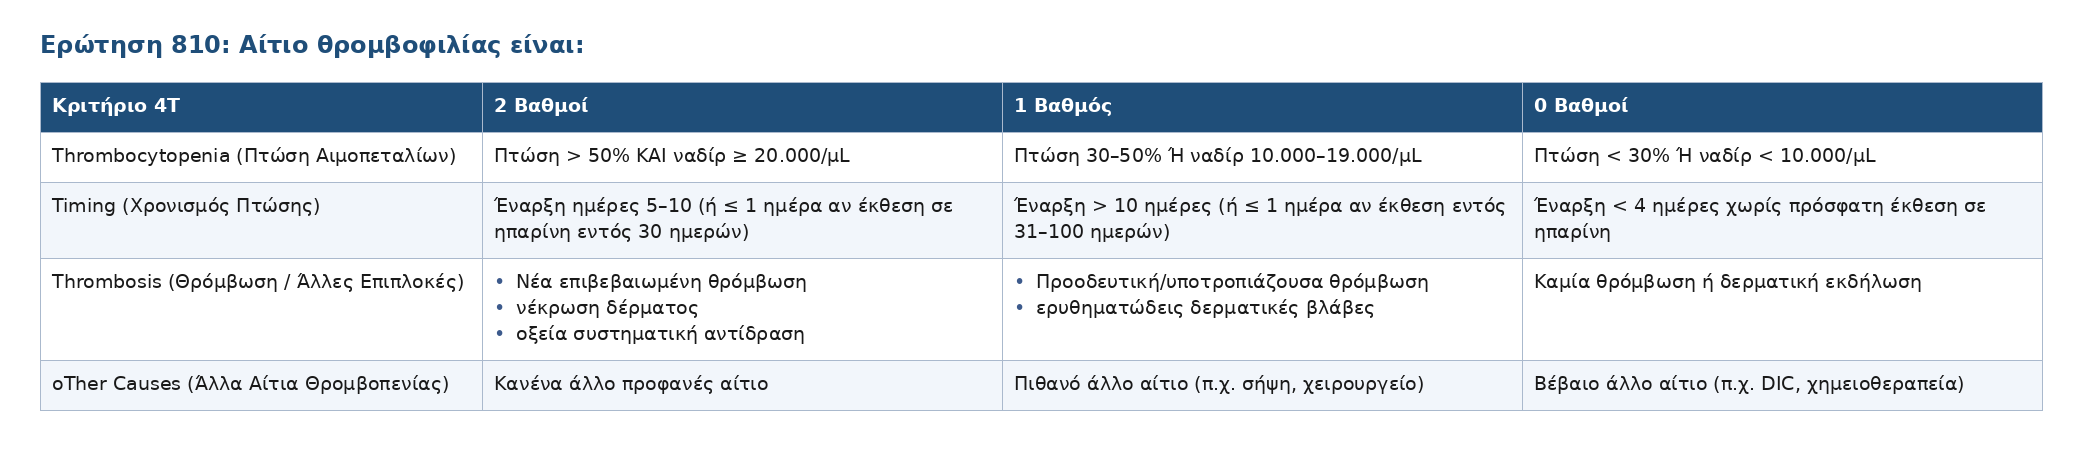 Ερώτηση 810: Αίτιο θρομβοφιλίας είναι:
Κριτήριο 4T
2 Βαθμοί
1 Βαθμός
0 Βαθμοί
Thrombocytopenia (Πτώση Αιμοπεταλίων)
Πτώση > 50% ΚΑΙ ναδίρ ≥ 20.000/μL
Πτώση 30–50% Ή ναδίρ 10.000–19.000/μL
Πτώση < 30% Ή ναδίρ < 10.000/μL
Timing (Χρονισμός Πτώσης)
Έναρξη ημέρες 5–10 (ή ≤ 1 ημέρα αν έκθεση σε
ηπαρίνη εντός 30 ημερών)
Έναρξη > 10 ημέρες (ή ≤ 1 ημέρα αν έκθεση εντός
31–100 ημερών)
Έναρξη < 4 ημέρες χωρίς πρόσφατη έκθεση σε
ηπαρίνη
Thrombosis (Θρόμβωση / Άλλες Επιπλοκές)
• Νέα επιβεβαιωμένη θρόμβωση
• νέκρωση δέρματος
• οξεία συστηματική αντίδραση
• Προοδευτική/υποτροπιάζουσα θρόμβωση
• ερυθηματώδεις δερματικές βλάβες
Καμία θρόμβωση ή δερματική εκδήλωση
oTher Causes (Άλλα Αίτια Θρομβοπενίας)
Κανένα άλλο προφανές αίτιο
Πιθανό άλλο αίτιο (π.χ. σήψη, χειρουργείο)
Βέβαιο άλλο αίτιο (π.χ. DIC, χημειοθεραπεία)